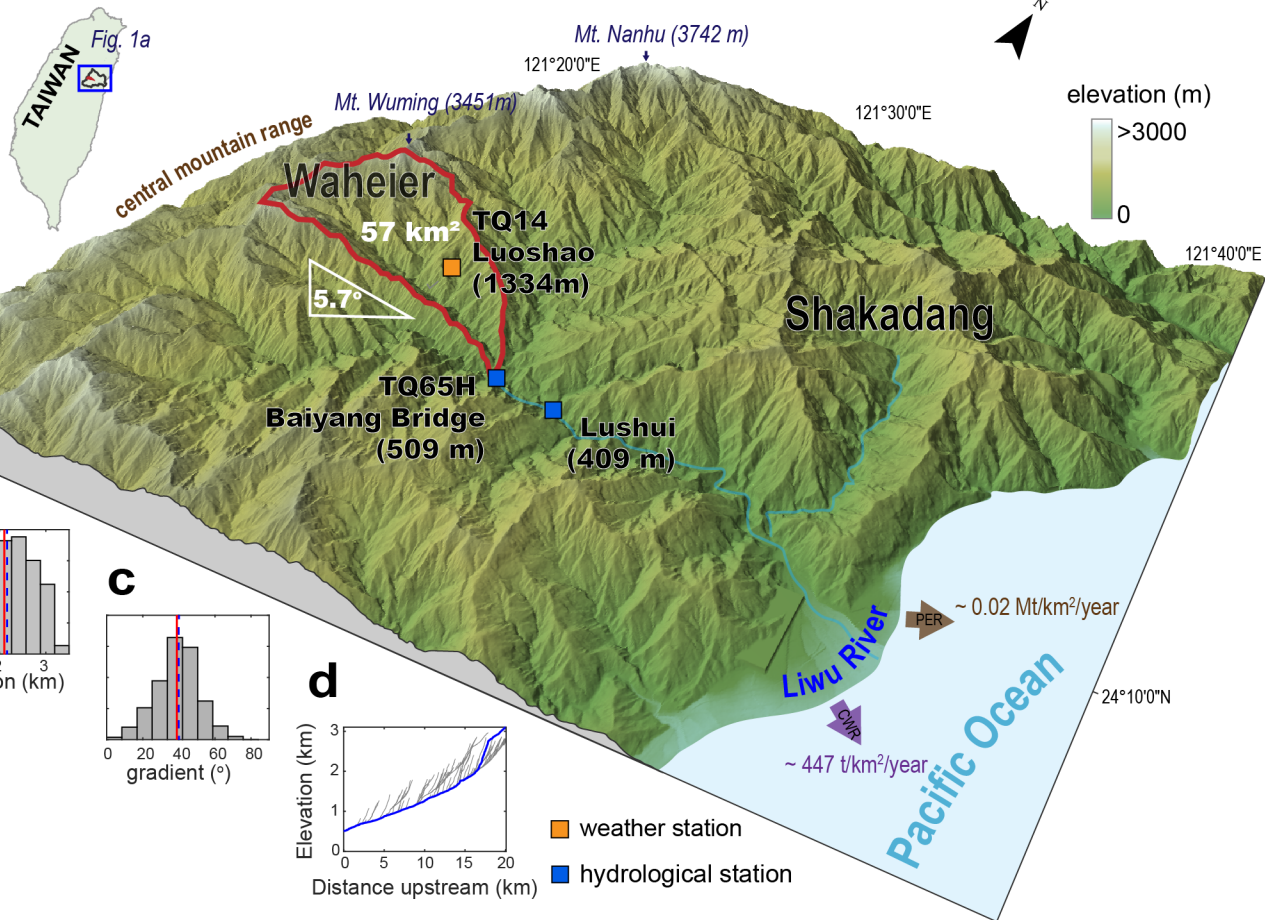 N
Fig. 1a
TAIWAN
Mt. Nanhu (3742 m)
121°20'0"E
elevation (m)
>3000
0
Mt. Wuming (3451m)
121°30'0"E
central mountain range
Waheier
57 km²
TQ14
Luoshao
(1334m)
121°40'0"E
5.7°
Shakadang
TQ65H
Baiyang Bridge
(509 m)
Lushui
(409 m)
3
(km)
c
0 20 40 60 80
gradient (°)
d
3
2
1
0
Elevation (km)
0 5 10 15 20
Distance upstream (km)
PER
~ 0.02 Mt/km²/year
Liwu River
CWR
~ 447 t/km²/year
24°10'0"N
Pacific Ocean
weather station
hydrological station